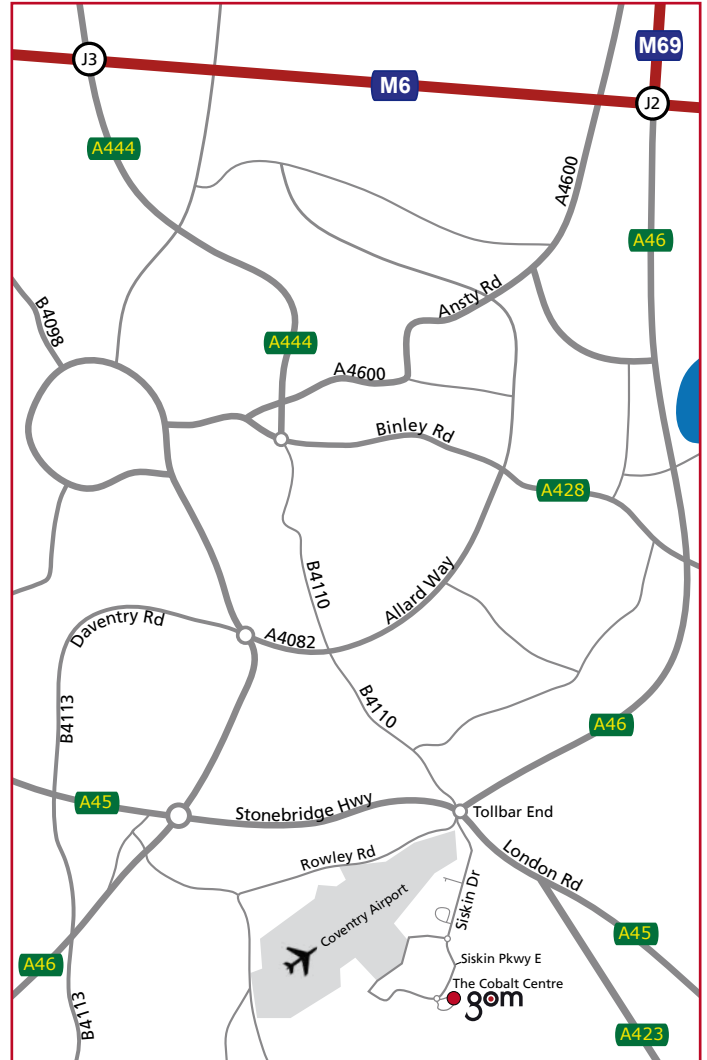 M69
J3
M6
J2
A444
A4600
A46
Ansty Rd
B4098
A444
A4600
Binley Rd
A428
B4110
Allard Way
Daventry Rd
A4082
B4110
B4113
A46
A45
Stonebridge Hwy
Tollbar End
Rowley Rd
London Rd
Siskin Dr
Coventry Airport
A45
Siskin Pkwy E
A46
The Cobalt Centre
gom
B4113
A423